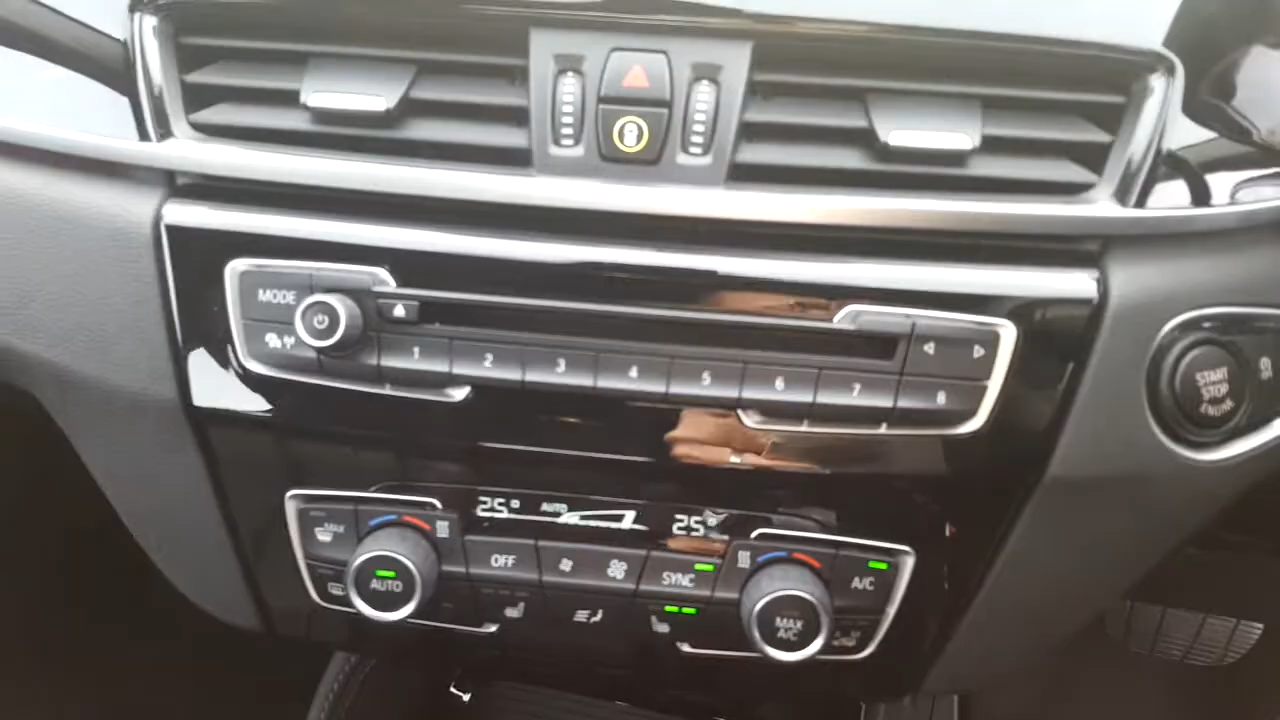 MODE
1 2 3 4 5 6 7 8
START
STOP
ENGINE
25° AUTO 25°
MAX
AUTO
OFF
SYNC
A/C
MAX
A/C